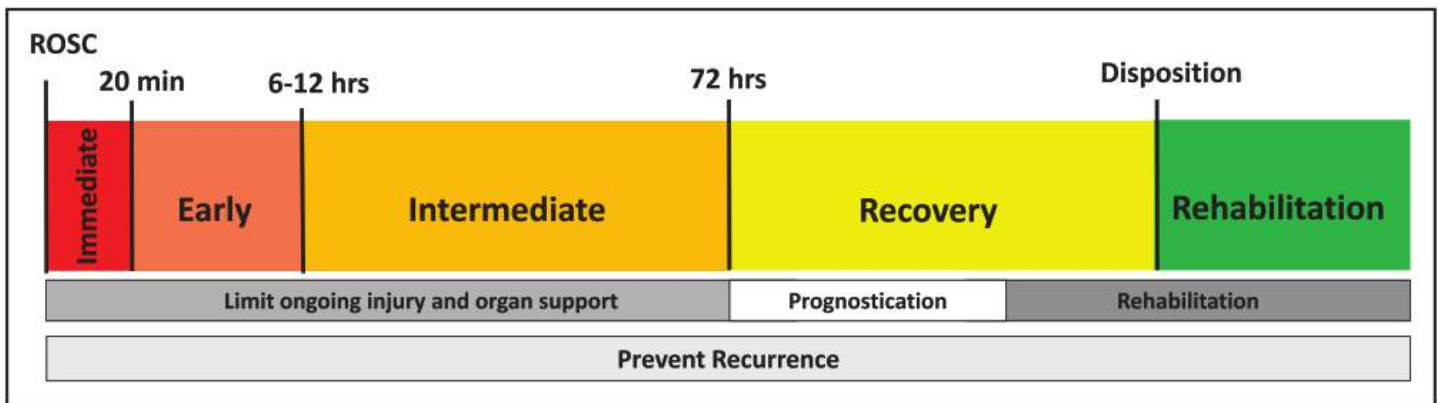 ROSC
20 min
6-12 hrs
72 hrs
Disposition
Immediate
Early
Intermediate
Recovery
Rehabilitation
Limit ongoing injury and organ support
Prognostication
Rehabilitation
Prevent Recurrence